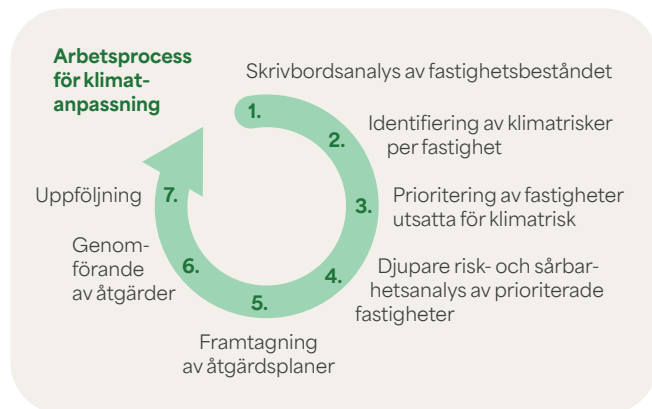 Arbetsprocess
för klimat-
anpassning
1.
Skrivbordsanalys av fastighetsbeståndet
2.
Identifiering av klimatrisker
per fastighet
3.
Prioritering av fastigheter
utsatta för klimatrisk
4.
Djupare risk- och sårbar-
hetsanalys av prioriterade
fastigheter
5.
Framtagning
av åtgärdsplaner
6.
Genom-
förande
av åtgärder
7.
Uppföljning